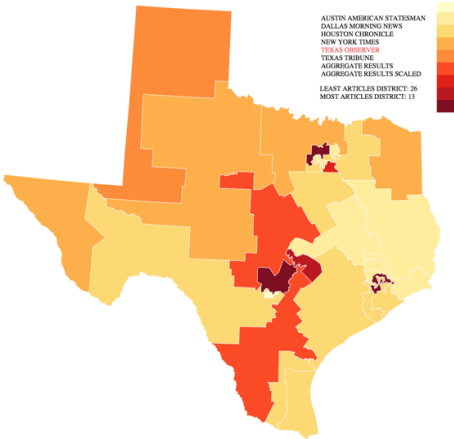 AUSTIN AMERICAN STATESMAN
DALLAS MORNING NEWS
HOUSTON CHRONICLE
NEW YORK TIMES
TEXAS OBSERVER
TEXAS TRIBUNE
AGGREGATE RESULTS
AGGREGATE RESULTS SCALED
LEAST ARTICLES DISTRICT: 26
MOST ARTICLES DISTRICT: 13